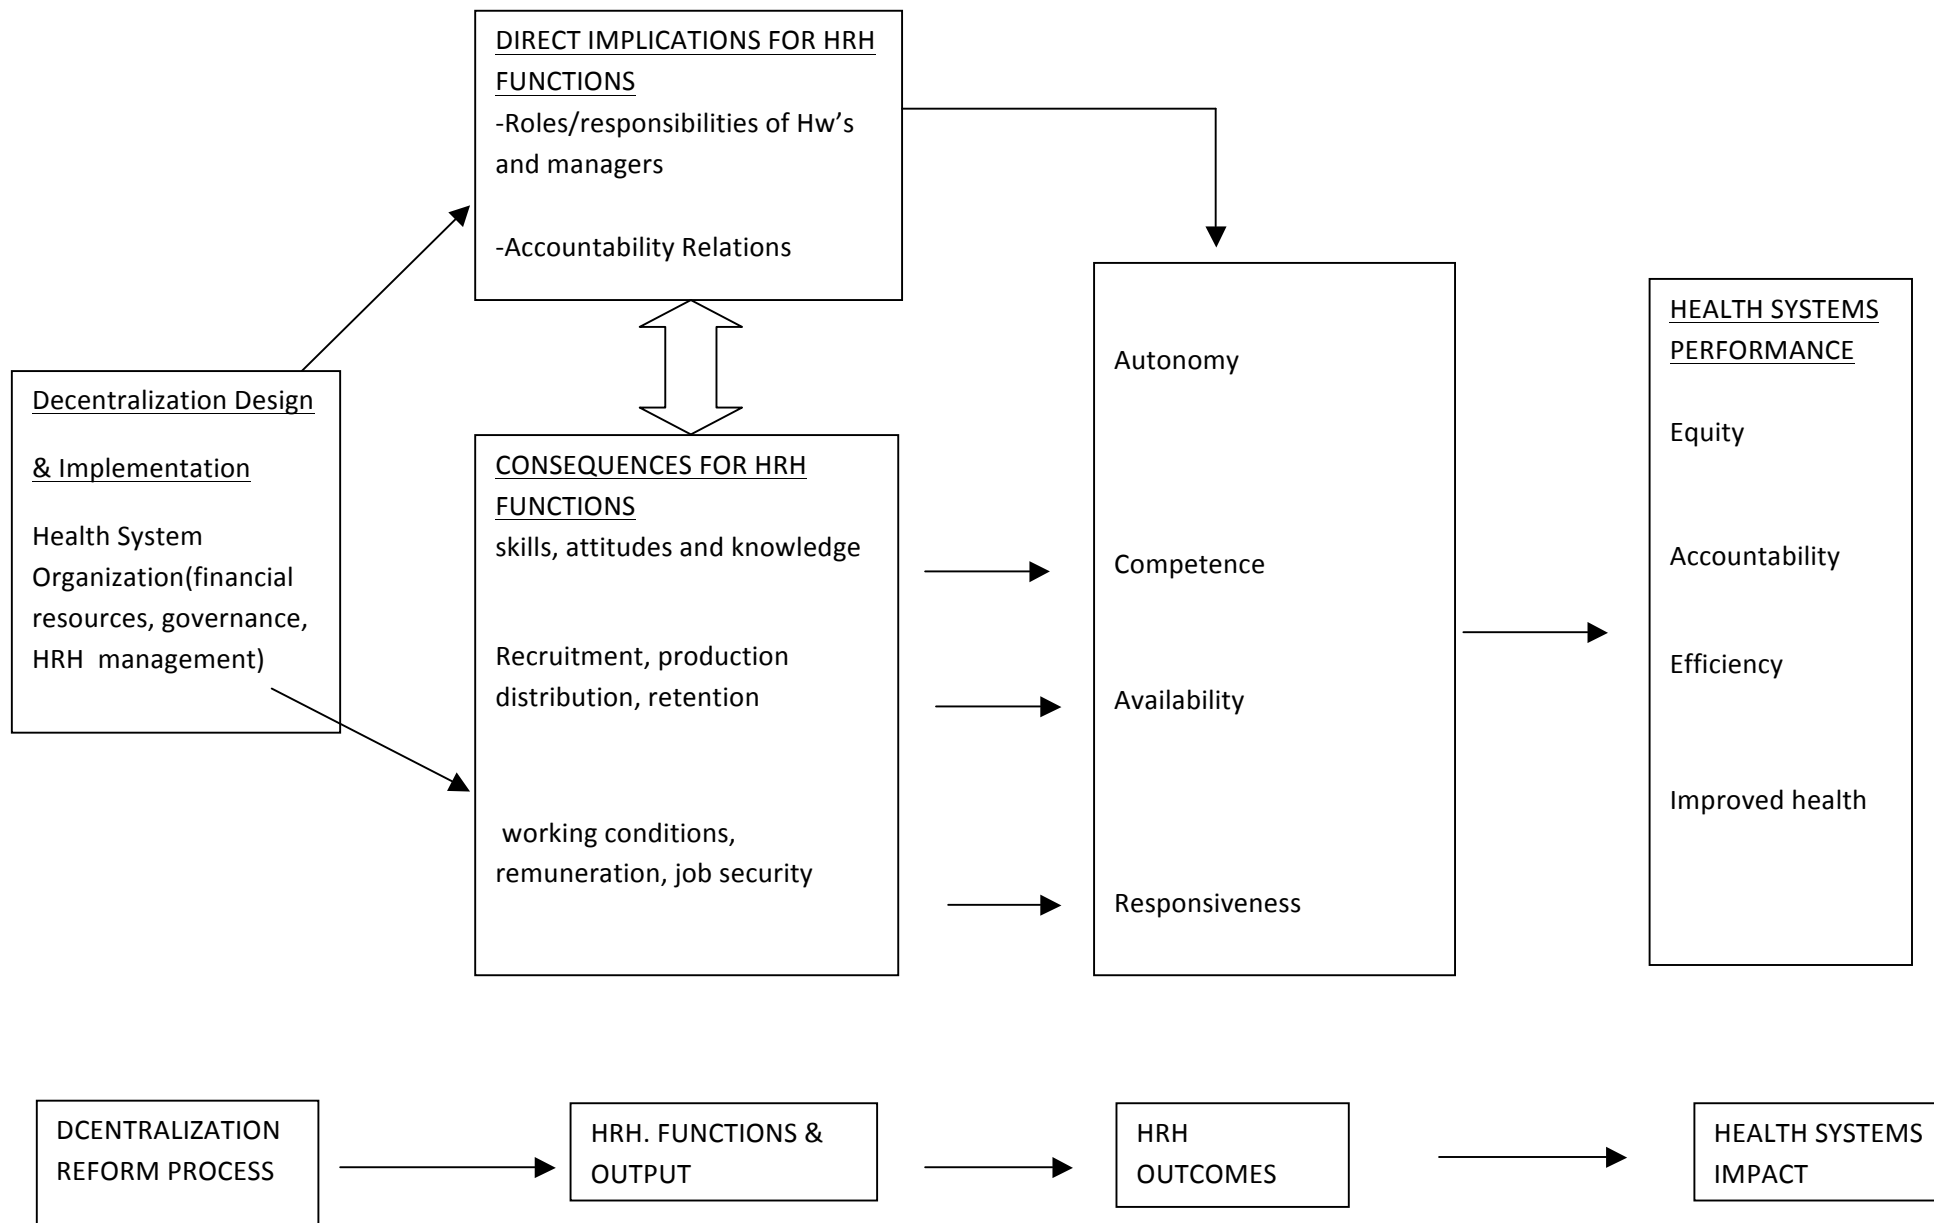 DIRECT IMPLICATIONS FOR HRH
FUNCTIONS
-Roles/responsibilities of Hw’s
and managers
-Accountability Relations
Decentralization Design
& Implementation
Health System
Organization(financial
resources, governance,
HRH management)
CONSEQUENCES FOR HRH
FUNCTIONS
skills, attitudes and knowledge
Recruitment, production
distribution, retention
working conditions,
remuneration, job security
Autonomy
Competence
Availability
Responsiveness
HEALTH SYSTEMS
PERFORMANCE
Equity
Accountability
Efficiency
Improved health
DCENTRALIZATION
REFORM PROCESS
HRH. FUNCTIONS &
OUTPUT
HRH
OUTCOMES
HEALTH SYSTEMS
IMPACT